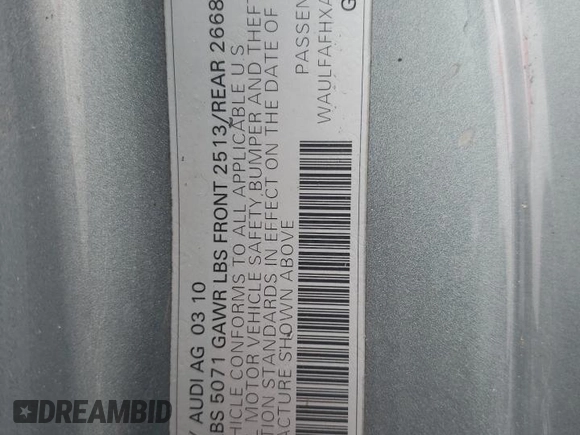 Y AUDI AG 03 10
BS 5071 GAWR LBS FRONT 2513/REAR 2668
HICLE CONFORMS TO ALL APPLICABLE U S
MOTOR VEHICLE SAFETY, BUMPER AND THEFT
TION STANDARDS IN EFFECT ON THE DATE OF
ACTURE SHOWN ABOVE
PASSEN
WAULFAFHXA
G
DREAMBID